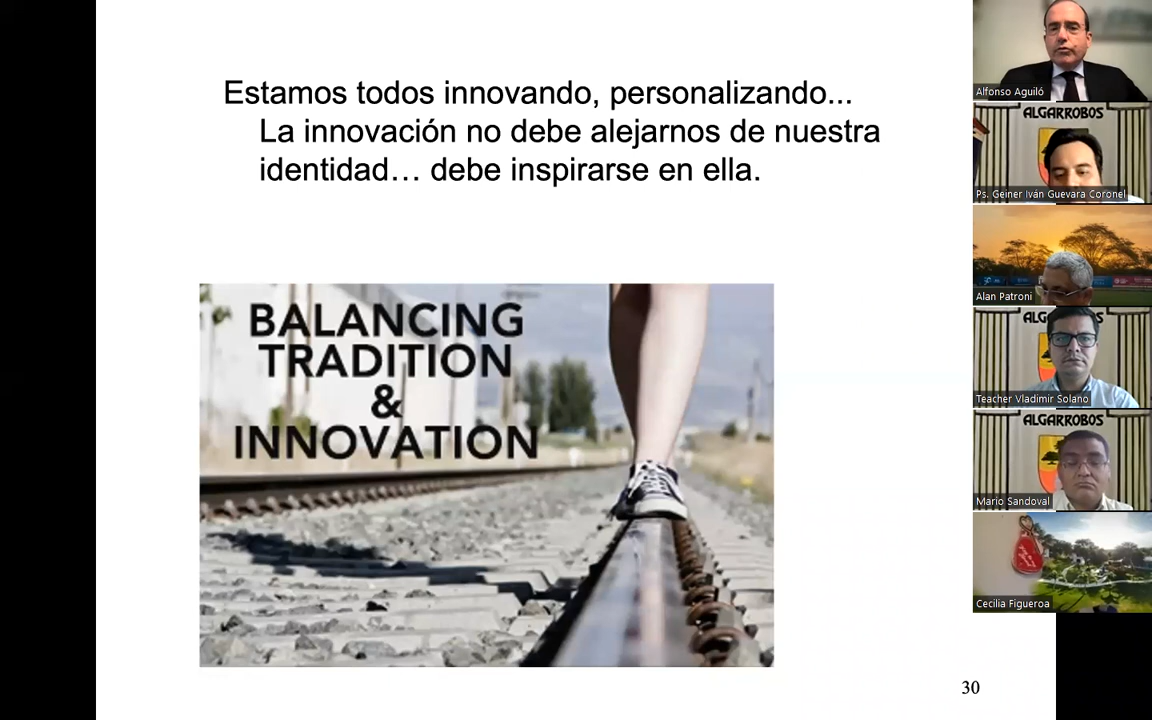 Estamos todos innovando, personalizando...
La innovación no debe alejarnos de nuestra
identidad… debe inspirarse en ella.
BALANCING
TRADITION
&
INNOVATION
30
Alfonso Aguiló
ALGARROBOS
Ps. Geiner Iván Guevara Coronel
Alan Patroni
ALG
OS
Teacher Vladimir Solano
ALGARROBOS
Mario Sandoval
Cecilia Figueroa